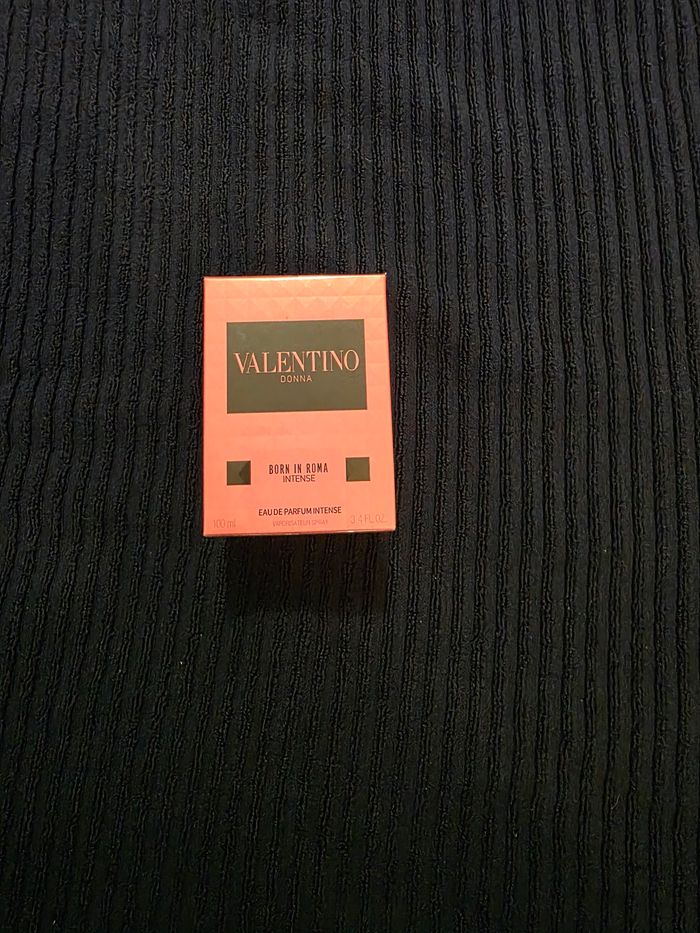 VALENTINO
DONNA
BORN IN ROMA
INTENSE
EAU DE PARFUM INTENSE
100 ml VAPORISATEUR SPRAY 3.4 FL.OZ.